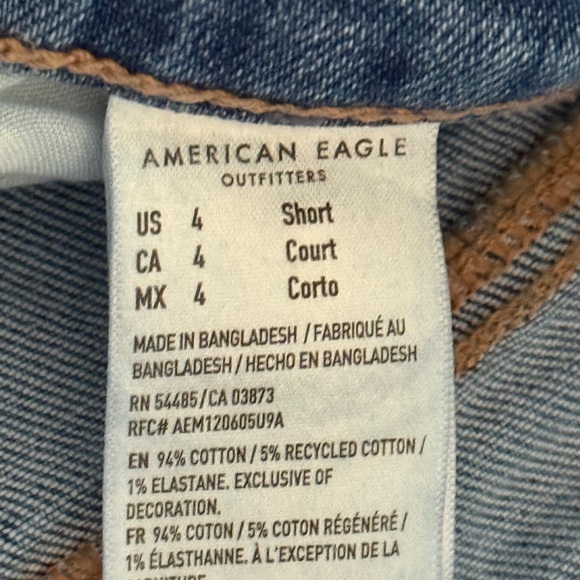 AMERICAN EAGLE
OUTFITTERS
US 4 Short
CA 4 Court
MX 4 Corto
MADE IN BANGLADESH / FABRIQUÉ AU
BANGLADESH / HECHO EN BANGLADESH
RN 54485/CA 03873
RFC# AEM120605U9A
EN 94% COTTON / 5% RECYCLED COTTON /
1% ELASTANE. EXCLUSIVE OF
DECORATION.
FR 94% COTON / 5% COTON RÉGÉNÉRÉ /
1% ÉLASTHANNE. À L'EXCEPTION DE LA